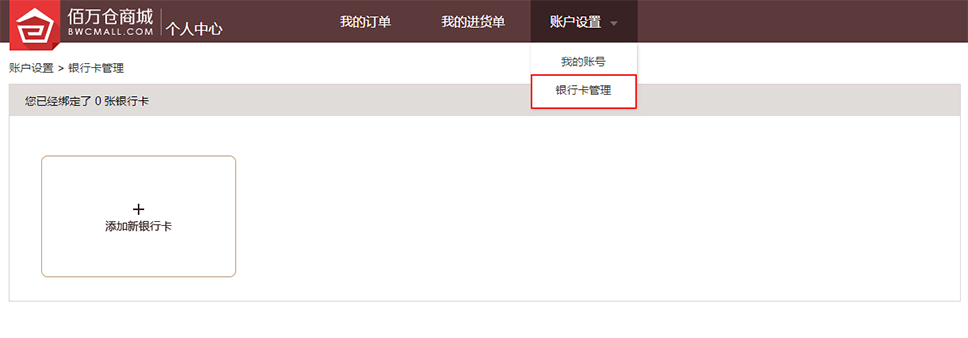 佰万仓商城
BWCMALL.COM
个人中心
我的订单
我的进货单
账户设置
我的账号
银行卡管理
账户设置 > 银行卡管理
您已经绑定了 0 张银行卡
+
添加新银行卡